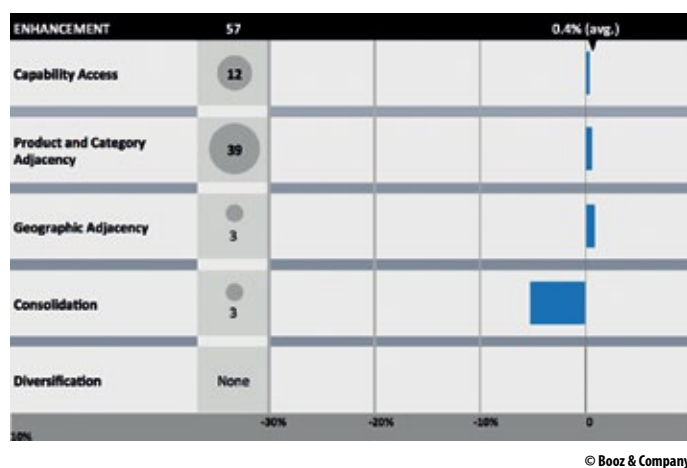 ENHANCEMENT 57 0.4% (avg.)
Capability Access 12
Product and Category
Adjacency 39
Geographic Adjacency 3
Consolidation 3
Diversification None
-30% -20% -10% 0
10%
© Booz & Company